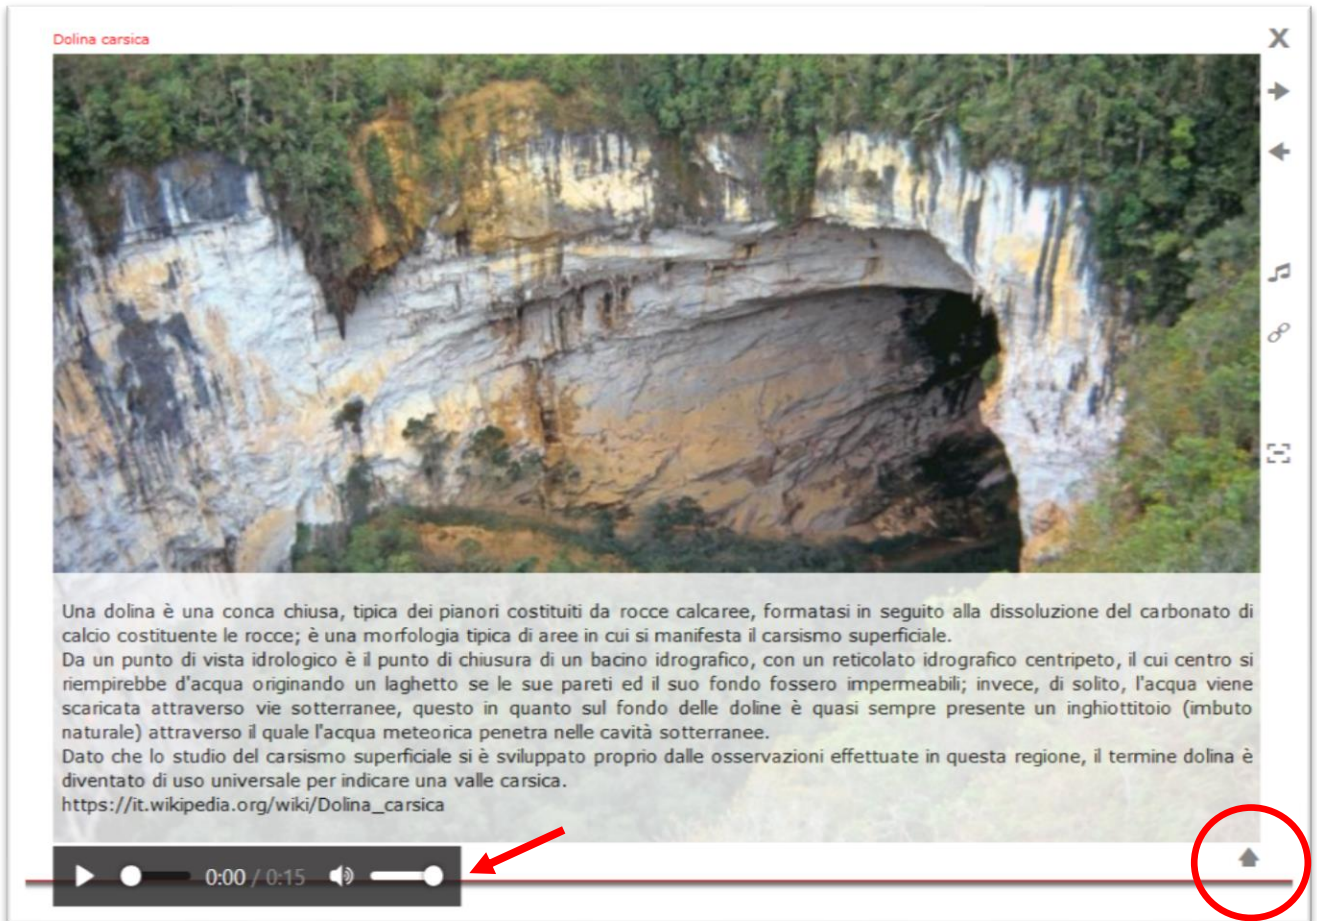 Dolina carsica
X
Una dolina è una conca chiusa, tipica dei pianori costituiti da rocce calcaree, formatasi in seguito alla dissoluzione del carbonato di
calcio costituente le rocce; è una morfologia tipica di aree in cui si manifesta il carsismo superficiale.
Da un punto di vista idrologico è il punto di chiusura di un bacino idrografico, con un reticolato idrografico centripeto, il cui centro si
riempirebbe d'acqua originando un laghetto se le sue pareti ed il suo fondo fossero impermeabili; invece, di solito, l'acqua viene
scaricata attraverso vie sotterranee, questo in quanto sul fondo delle doline è quasi sempre presente un inghiottitoio (imbuto
naturale) attraverso il quale l'acqua meteorica penetra nelle cavità sotterranee.
Dato che lo studio del carsismo superficiale si è sviluppato proprio dalle osservazioni effettuate in questa regione, il termine dolina è
diventato di uso universale per indicare una valle carsica.
https://it.wikipedia.org/wiki/Dolina_carsica
0:00 / 0:15